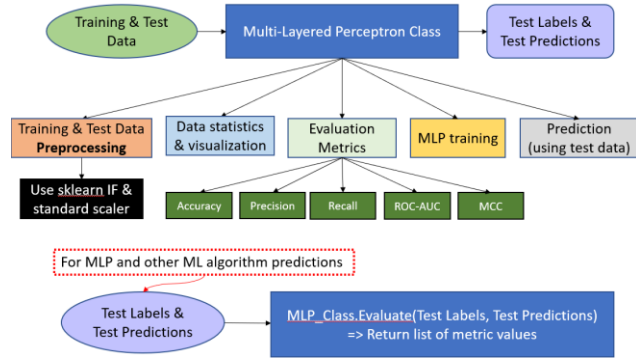 Training & Test
Data
Multi-Layered Perceptron Class
Test Labels &
Test Predictions
Training & Test Data
Preprocessing
Data statistics
& visualization
Evaluation
Metrics
MLP training
Prediction
(using test data)
Use sklearn IF &
standard scaler
Accuracy
Precision
Recall
ROC-AUC
MCC
For MLP and other ML algorithm predictions
Test Labels &
Test Predictions
MLP_Class.Evaluate(Test Labels, Test Predictions)
=> Return list of metric values